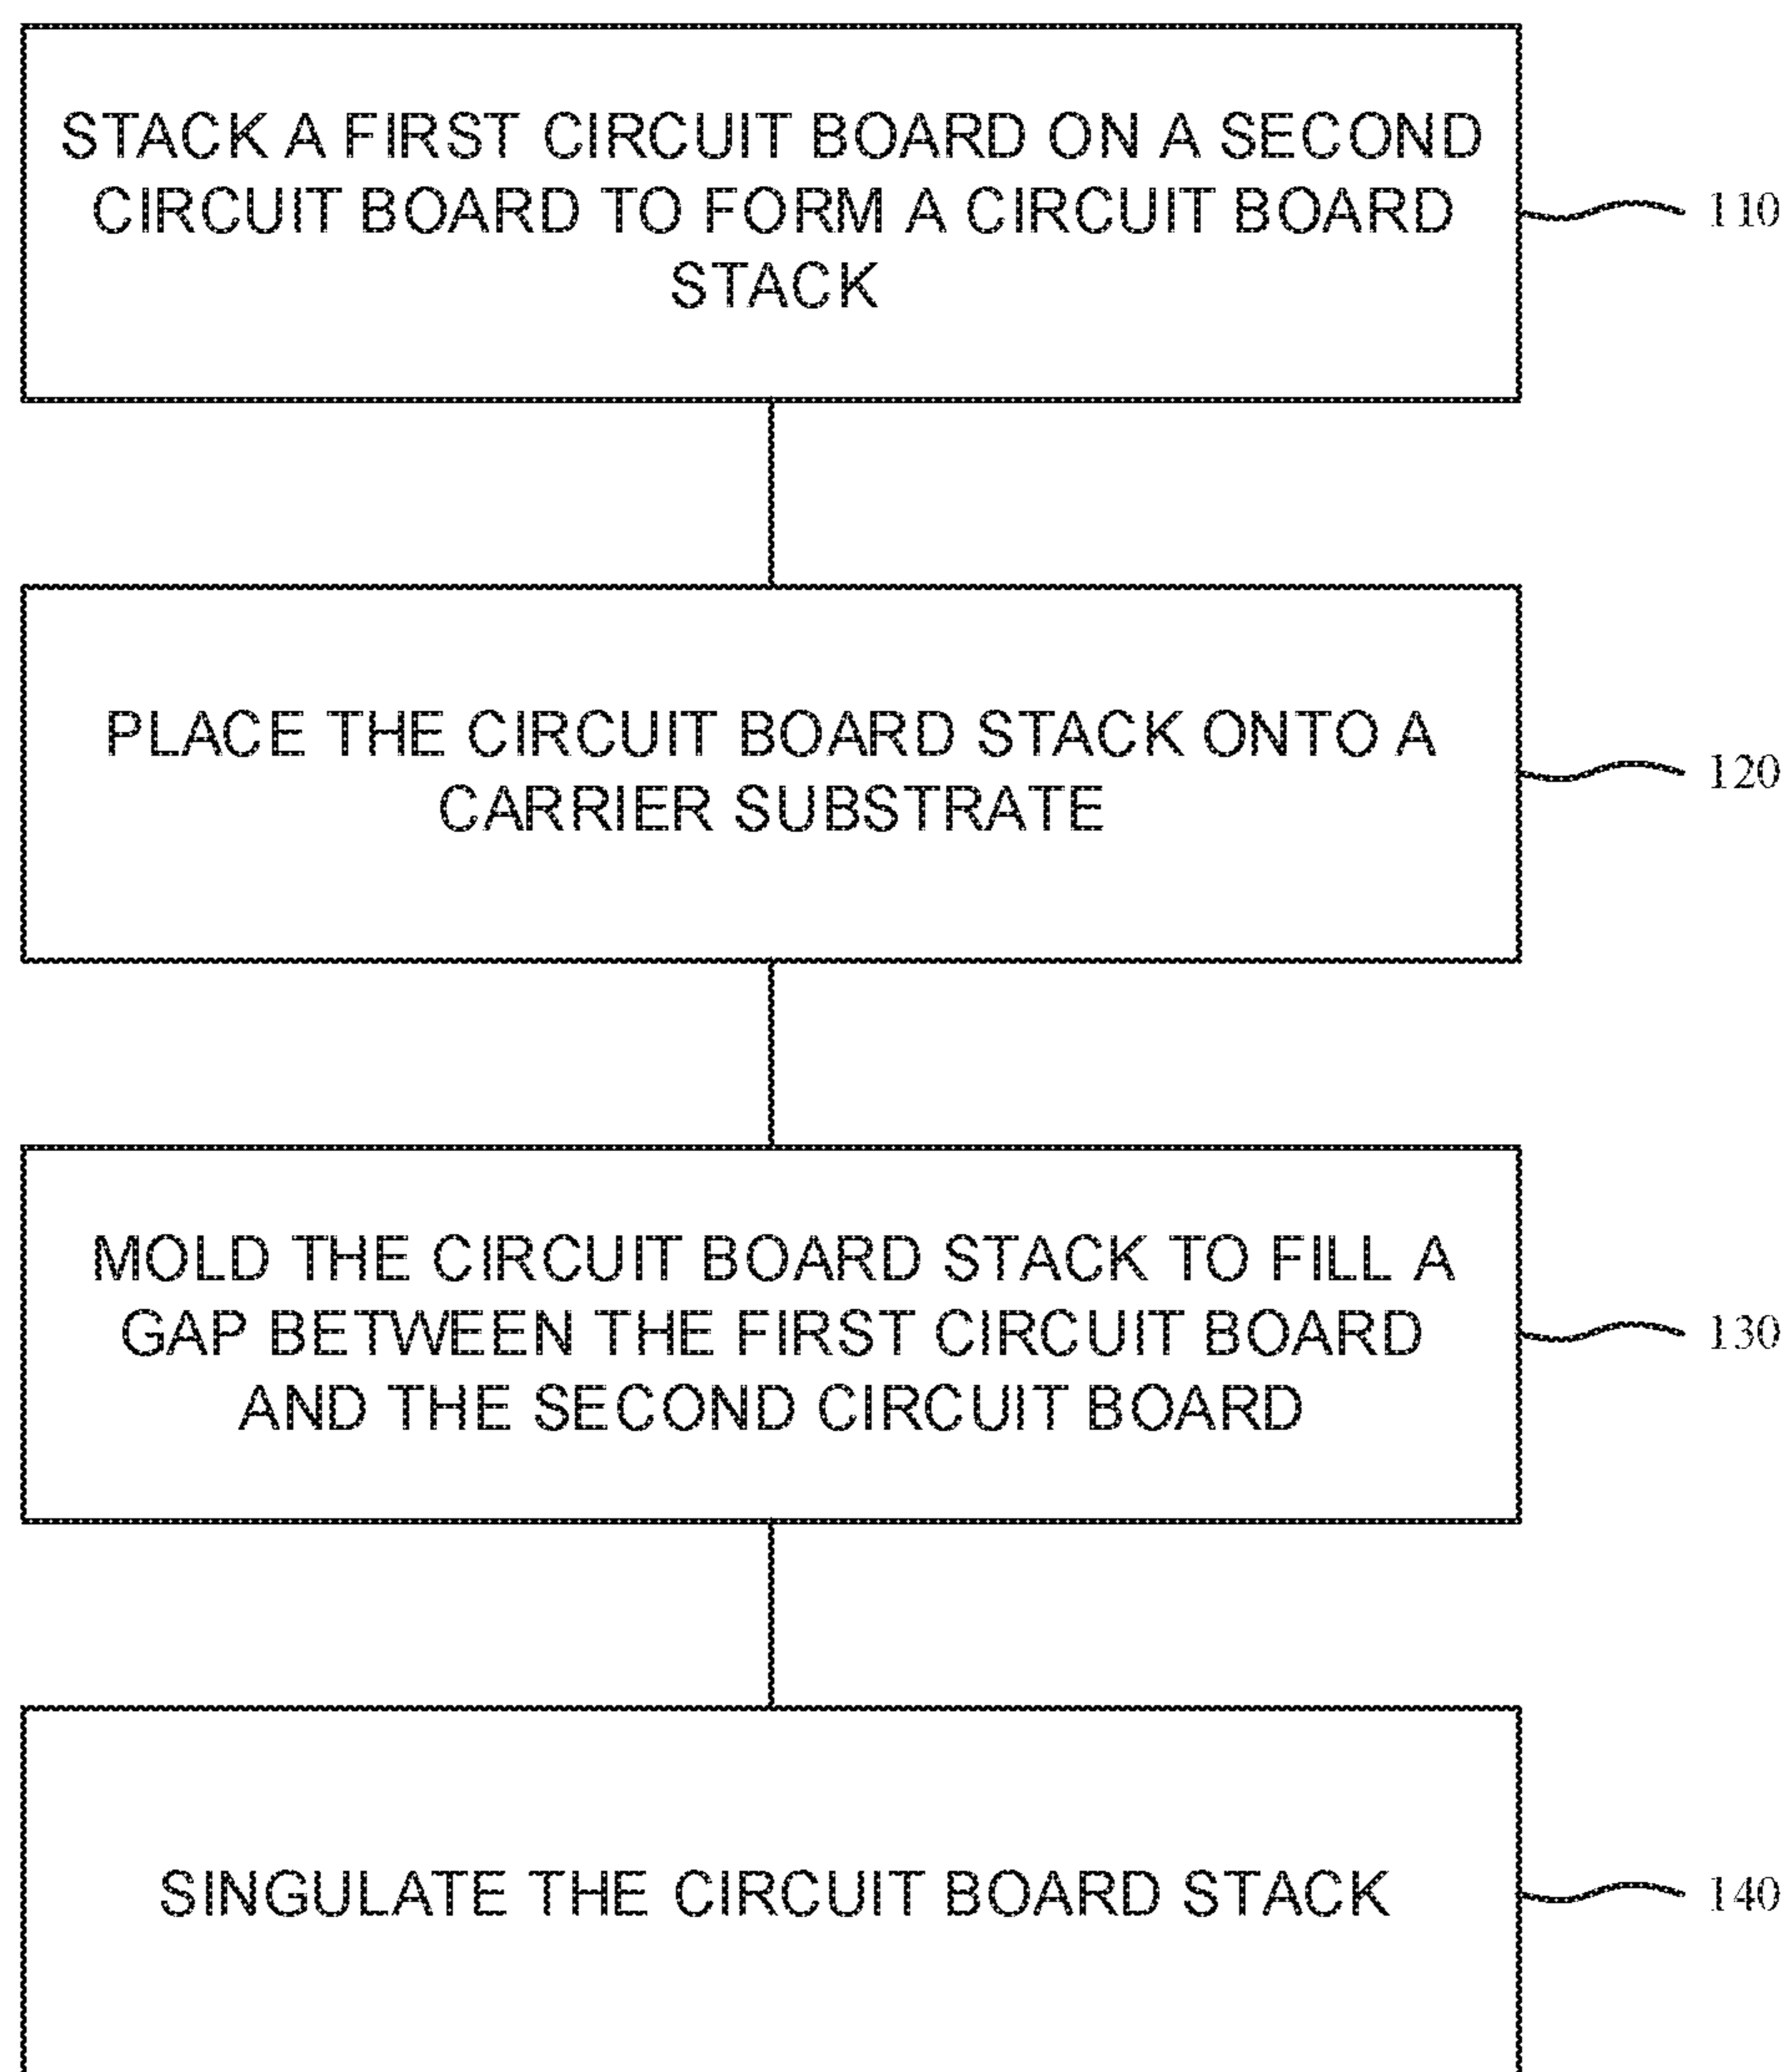 STACK A FIRST CIRCUIT BOARD ON A SECOND
CIRCUIT BOARD TO FORM A CIRCUIT BOARD
STACK
110
PLACE THE CIRCUIT BOARD STACK ONTO A
CARRIER SUBSTRATE
120
MOLD THE CIRCUIT BOARD STACK TO FILL A
GAP BETWEEN THE FIRST CIRCUIT BOARD
AND THE SECOND CIRCUIT BOARD
130
SINGULATE THE CIRCUIT BOARD STACK
140